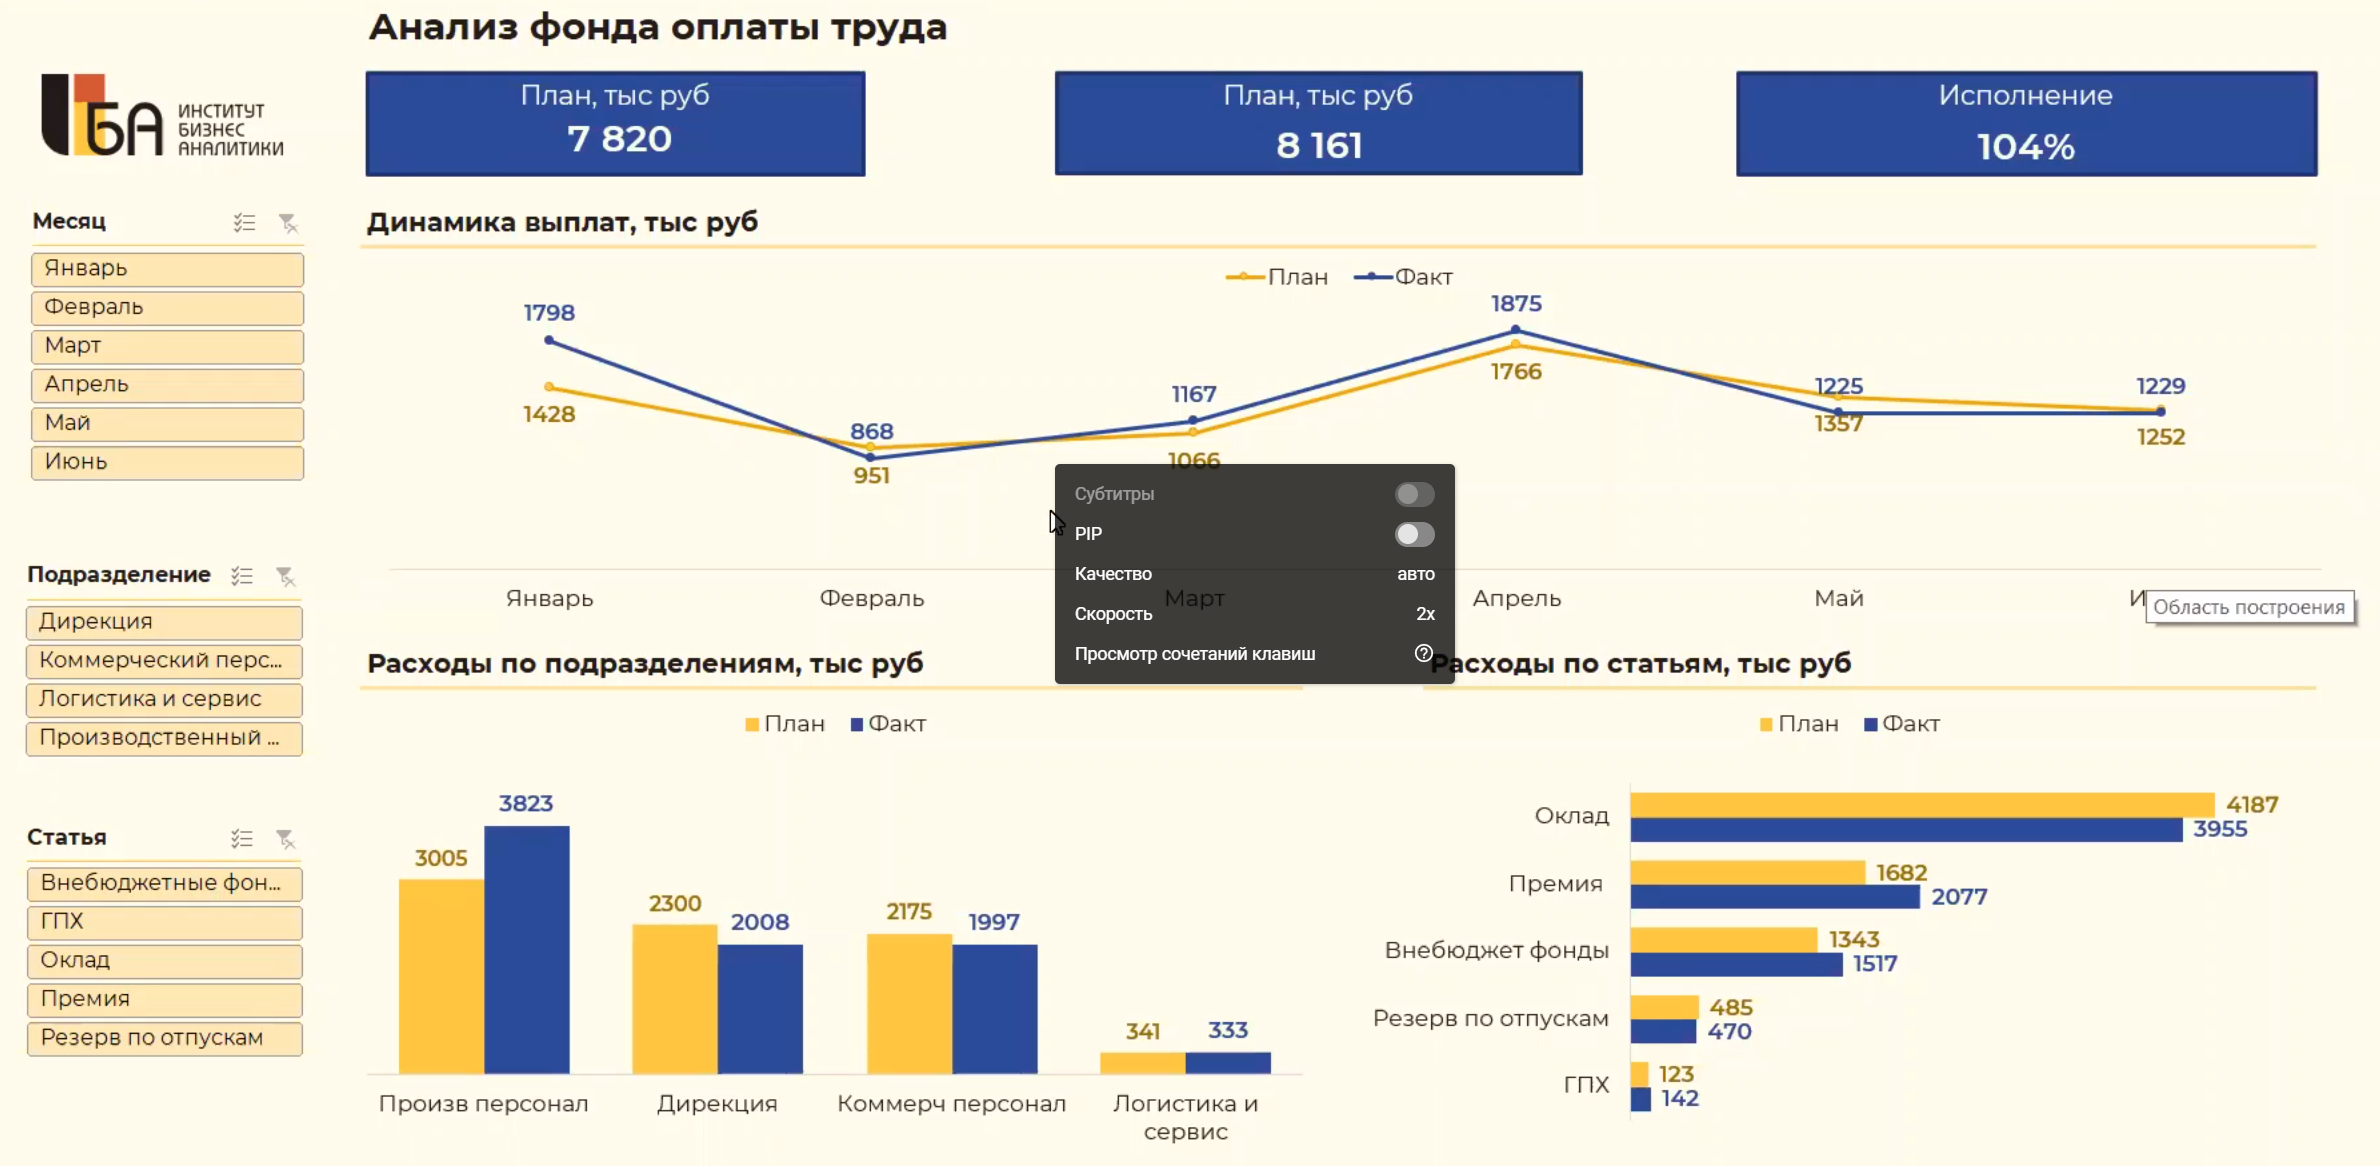 Анализ фонда оплаты труда
ИНСТИТУТ
БИЗНЕС
АНАЛИТИКИ
План, тыс руб
7 820
План, тыс руб
8 161
Исполнение
104%
Месяц
Январь
Февраль
Март
Апрель
Май
Июнь
Динамика выплат, тыс руб
План
Факт
1798
1428
868
951
1167
1066
1875
1766
1225
1357
1229
1252
Январь
Февраль
Март
Апрель
Май
И
Область построения
Субтитры
PIP
Качество
авто
Скорость
2x
Просмотр сочетаний клавиш
Подразделение
Дирекция
Коммерческий перс...
Логистика и сервис
Производственный ...
Статья
Внебюджетные фон...
ГПХ
Оклад
Премия
Резерв по отпускам
Расходы по подразделениям, тыс руб
План
Факт
3005
3823
2300
2008
2175
1997
341
333
Произв персонал
Дирекция
Коммерч персонал
Логистика и
сервис
Расходы по статьям, тыс руб
План
Факт
Оклад
4187
3955
Премия
1682
2077
Внебюджет фонды
1343
1517
Резерв по отпускам
485
470
ГПХ
123
142